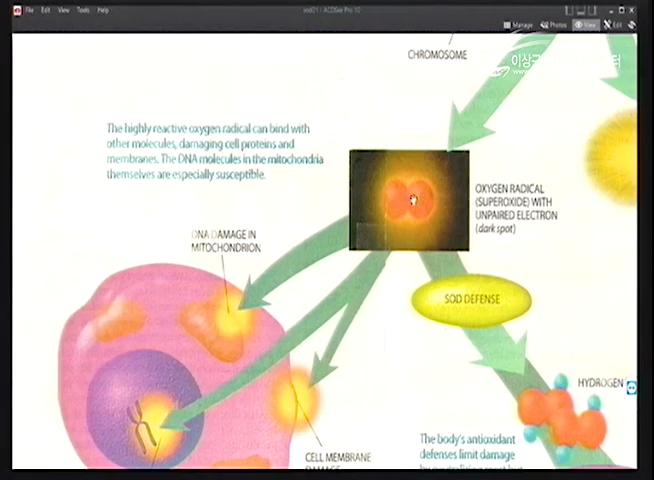 File Edit View Tools Help
Manage Photos View Edit
CHROMOSOME
The highly reactive oxygen radical can bind with
other molecules, damaging cell proteins and
membranes. The DNA molecules in the mitochondria
themselves are especially susceptible.
OXYGEN RADICAL
(SUPEROXIDE) WITH
UNPAIRED ELECTRON
(dark spot)
DNA DAMAGE IN
MITOCHONDRION
SOD DEFENSE
HYDROGEN
CELL MEMBRANE
DAMAGE
The body's antioxidant
defenses limit damage